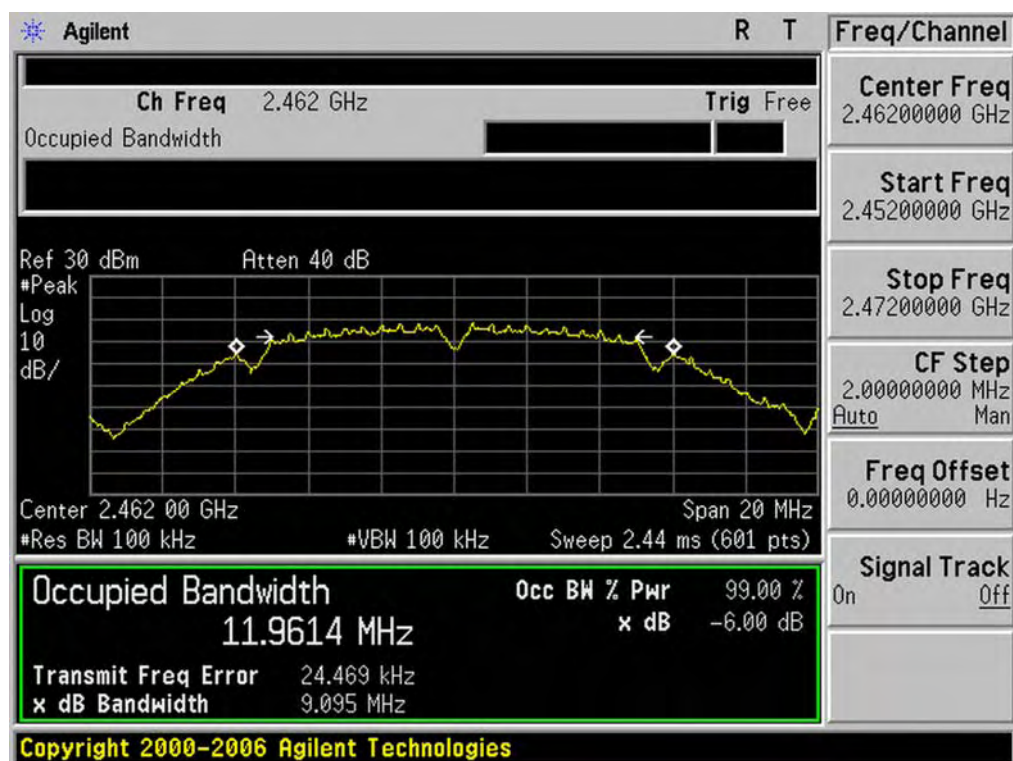 Agilent R T
Ch Freq 2.462 GHz Trig Free
Occupied Bandwidth
Ref 30 dBm Atten 40 dB
#Peak
Log
10
dB/
Center 2.462 00 GHz Span 20 MHz
#Res BW 100 kHz #VBW 100 kHz Sweep 2.44 ms (601 pts)
Occupied Bandwidth Occ BW % Pwr 99.00 %
11.9614 MHz x dB -6.00 dB
Transmit Freq Error 24.469 kHz
x dB Bandwidth 9.095 MHz
Copyright 2000-2006 Agilent Technologies
Freq/Channel
Center Freq
2.46200000 GHz
Start Freq
2.45200000 GHz
Stop Freq
2.47200000 GHz
CF Step
2.00000000 MHz
Auto Man
Freq Offset
0.00000000 Hz
Signal Track
On Off